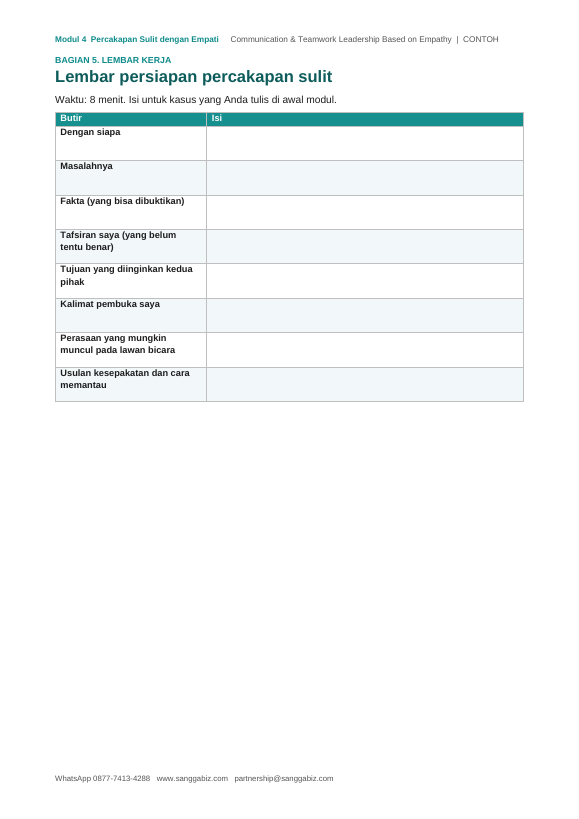 Modul 4  Percakapan Sulit dengan Empati     Communication & Teamwork Leadership Based on Empathy  |  CONTOH
BAGIAN 5. LEMBAR KERJA
Lembar persiapan percakapan sulit
Waktu: 8 menit. Isi untuk kasus yang Anda tulis di awal modul.
Butir Isi
Dengan siapa
Masalahnya
Fakta (yang bisa dibuktikan)
Tafsiran saya (yang belum
tentu benar)
Tujuan yang diinginkan kedua
pihak
Kalimat pembuka saya
Perasaan yang mungkin
muncul pada lawan bicara
Usulan kesepakatan dan cara
memantau
WhatsApp 0877-7413-4288   www.sanggabiz.com   partnership@sanggabiz.com